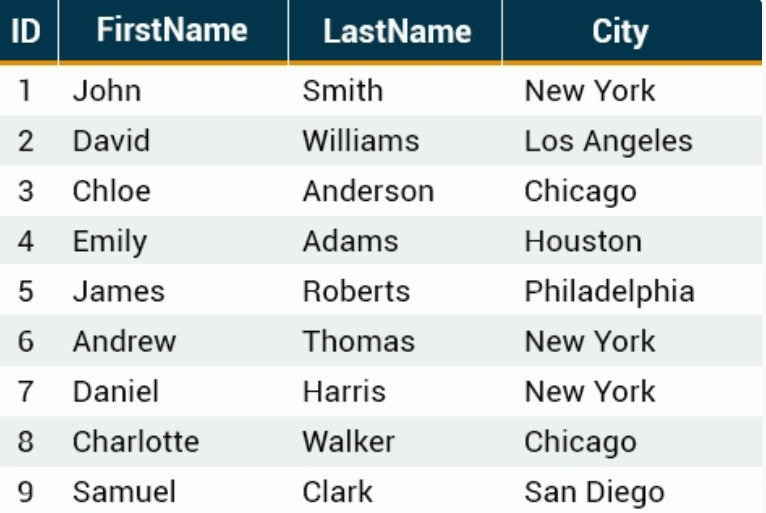 ID FirstName LastName City
1 John Smith New York
2 David Williams Los Angeles
3 Chloe Anderson Chicago
4 Emily Adams Houston
5 James Roberts Philadelphia
6 Andrew Thomas New York
7 Daniel Harris New York
8 Charlotte Walker Chicago
9 Samuel Clark San Diego